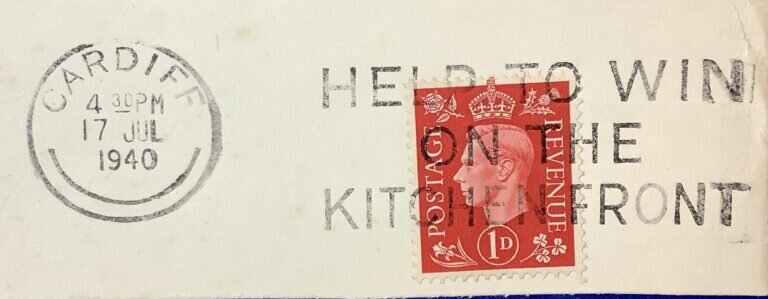 CARDIFF
4 30PM
17 JUL
1940
HELP TO WIN
ON THE
KITCHEN FRONT
POSTAGE
REVENUE
1D